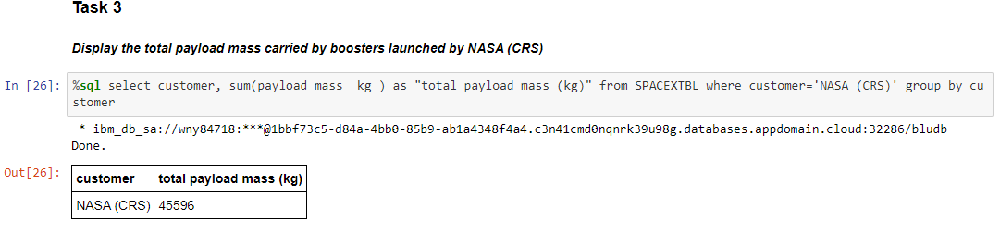 Task 3
Display the total payload mass carried by boosters launched by NASA (CRS)
In [26]: %sql select customer, sum(payload_mass__kg_) as "total payload mass (kg)" from SPACEXTBL where customer='NASA (CRS)' group by cu
stomer
* ibm_db_sa://wny84718:***@1bbf73c5-d84a-4bb0-85b9-ab1a4348f4a4.c3n41cmd0nqnrk39u98g.databases.appdomain.cloud:32286/bludb
Done.
Out[26]:
customer total payload mass (kg)
NASA (CRS) 45596